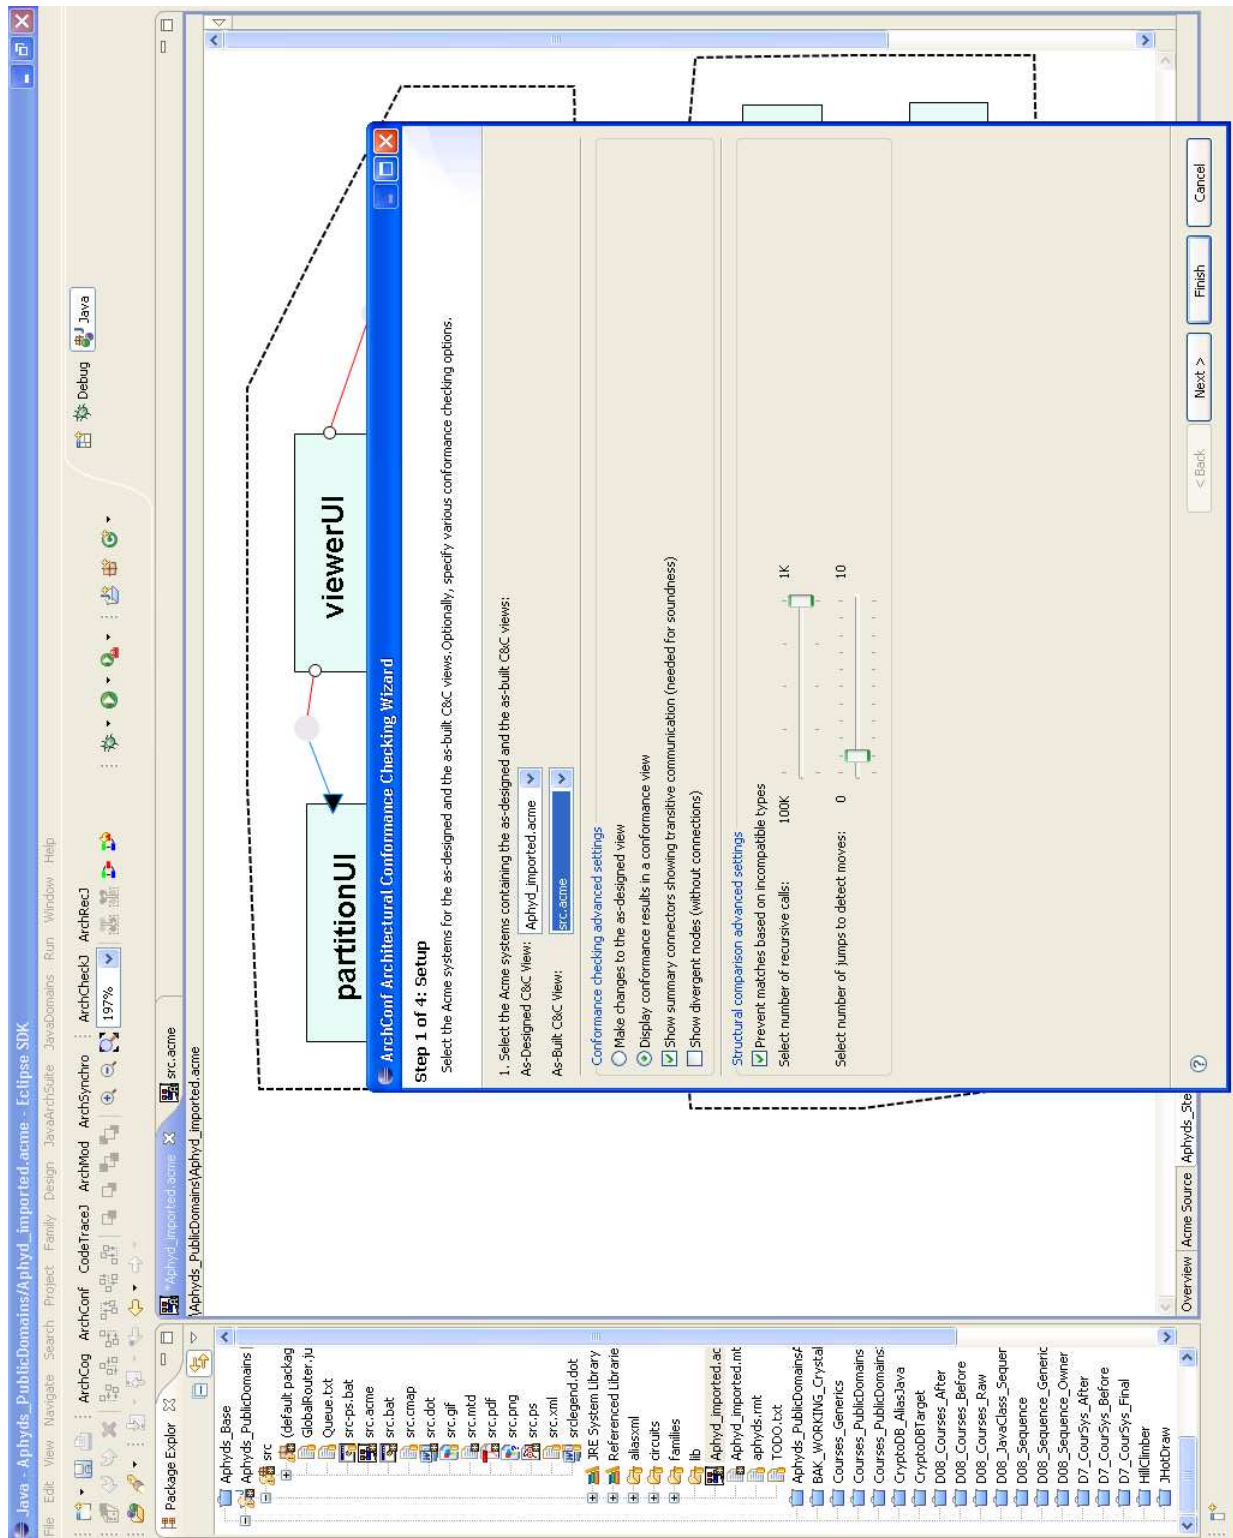 Java - Aphyds_PublicDomains/Aphyd_imported.acme - Eclipse SDK
File Edit View Navigate Search Project Family Design JavaArchSuite JavaDomains Run Window Help
ArchCog ArchConf CodeTraceJ ArchMod ArchSynchro ArchCheckJ ArchRecJ
197%
Debug Java
Package Explor
*Aphyd_imported.acme src.acme
\Aphyds_PublicDomains\Aphyd_imported.acme
Aphyds_Base
Aphyds_PublicDomains
src
(default packag
GlobalRouter.ju
Queue.txt
src-ps.bat
src.acme
src.bat
src.cmap
src.dot
src.gif
src.mtd
src.pdf
src.png
src.ps
src.xml
srclegend.dot
JRE System Library
Referenced Librarie
aliasxml
circuits
families
lib
Aphyd_imported.ac
Aphyd_imported.mt
aphyds.rmt
TODO.txt
Aphyds_PublicDomainsA
BAK_WORKING_Crystal
Courses_Generics
Courses_PublicDomains
Courses_PublicDomains:
CryptoDB_AliasJava
CryptoDBTarget
D08_Courses_After
D08_Courses_Before
D08_Courses_Raw
D08_JavaClass_Sequer
D08_Sequence
D08_Sequence_Generic
D08_Sequence_Owner
D7_CourSys_After
D7_CourSys_Before
D7_CourSys_Final
HillClimber
JHotDraw
partitionUI
viewerUI
ArchConf Architectural Conformance Checking Wizard
Step 1 of 4: Setup
Select the Acme systems for the as-designed and the as-built C&C views.Optionally, specify various conformance checking options.
1. Select the Acme systems containing the as-designed and the as-built C&C views:
As-Designed C&C View: Aphyd_imported.acme
As-Built C&C View: src.acme
Conformance checking advanced settings
Make changes to the as-designed view
Display conformance results in a conformance view
Show summary connectors showing transitive communication (needed for soundness)
Show divergent nodes (without connections)
Structural comparison advanced settings
Prevent matches based on incompatible types
Select number of recursive calls: 100K 1K
Select number of jumps to detect moves: 0 10
< Back Next > Finish Cancel
Overview Acme Source Aphyds_Ste